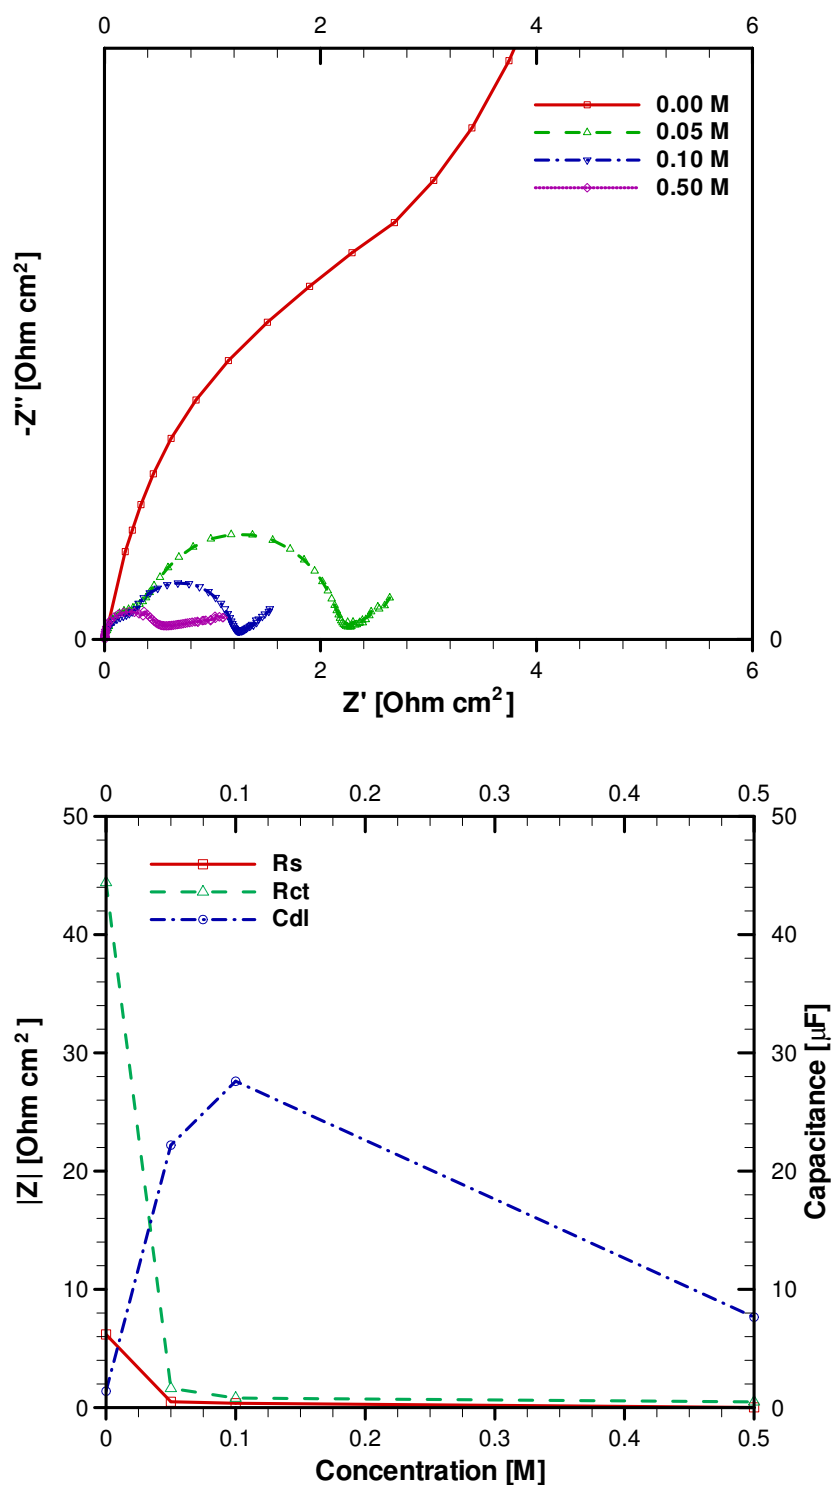 0 2 4 6
0.00 M
0.05 M
0.10 M
0.50 M
-Z'' [Ohm cm²]
0 0
0 2 4 6
Z' [Ohm cm²]
0 0.1 0.2 0.3 0.4 0.5
50 50
Rs
Rct
Cdl
40 40
30 30
|Z| [Ohm cm²]
Capacitance [µF]
20 20
10 10
0 0
0 0.1 0.2 0.3 0.4 0.5
Concentration [M]